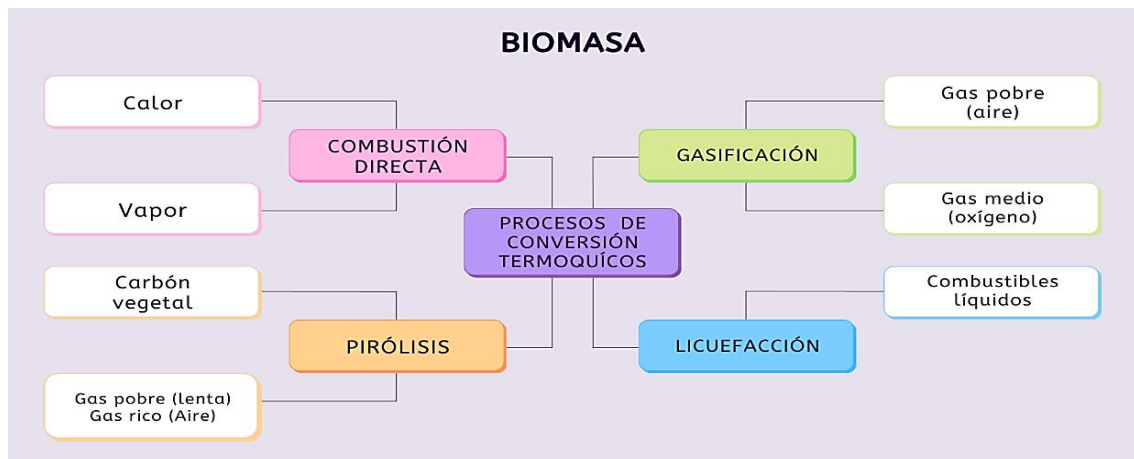 BIOMASA
Calor
COMBUSTIÓN
DIRECTA
Vapor
Carbón
vegetal
PIRÓLISIS
Gas pobre (lenta)
Gas rico (Aire)
PROCESOS DE
CONVERSIÓN
TERMOQUÍCOS
Gas pobre
(aire)
GASIFICACIÓN
Gas medio
(oxígeno)
Combustibles
líquidos
LICUEFACCIÓN